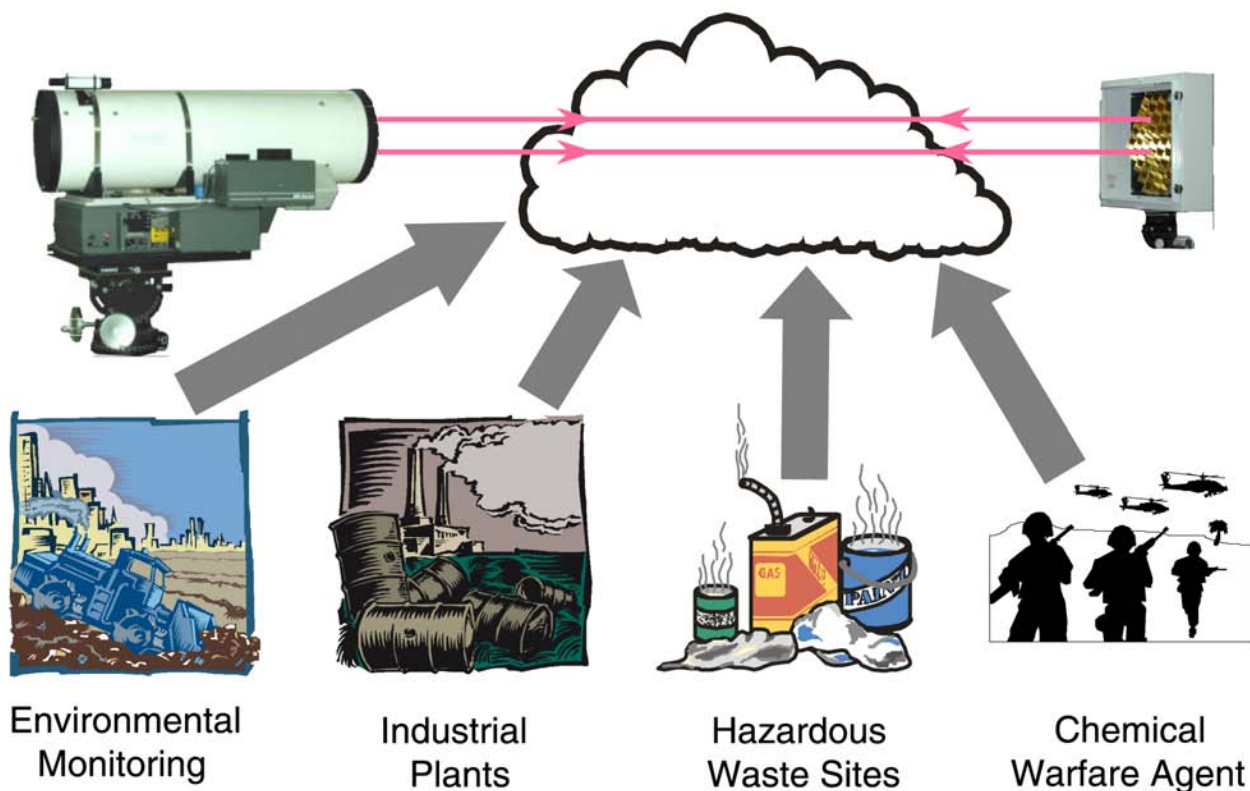 GAS
PAINT
Environmental
Monitoring
Industrial
Plants
Hazardous
Waste Sites
Chemical
Warfare Agent